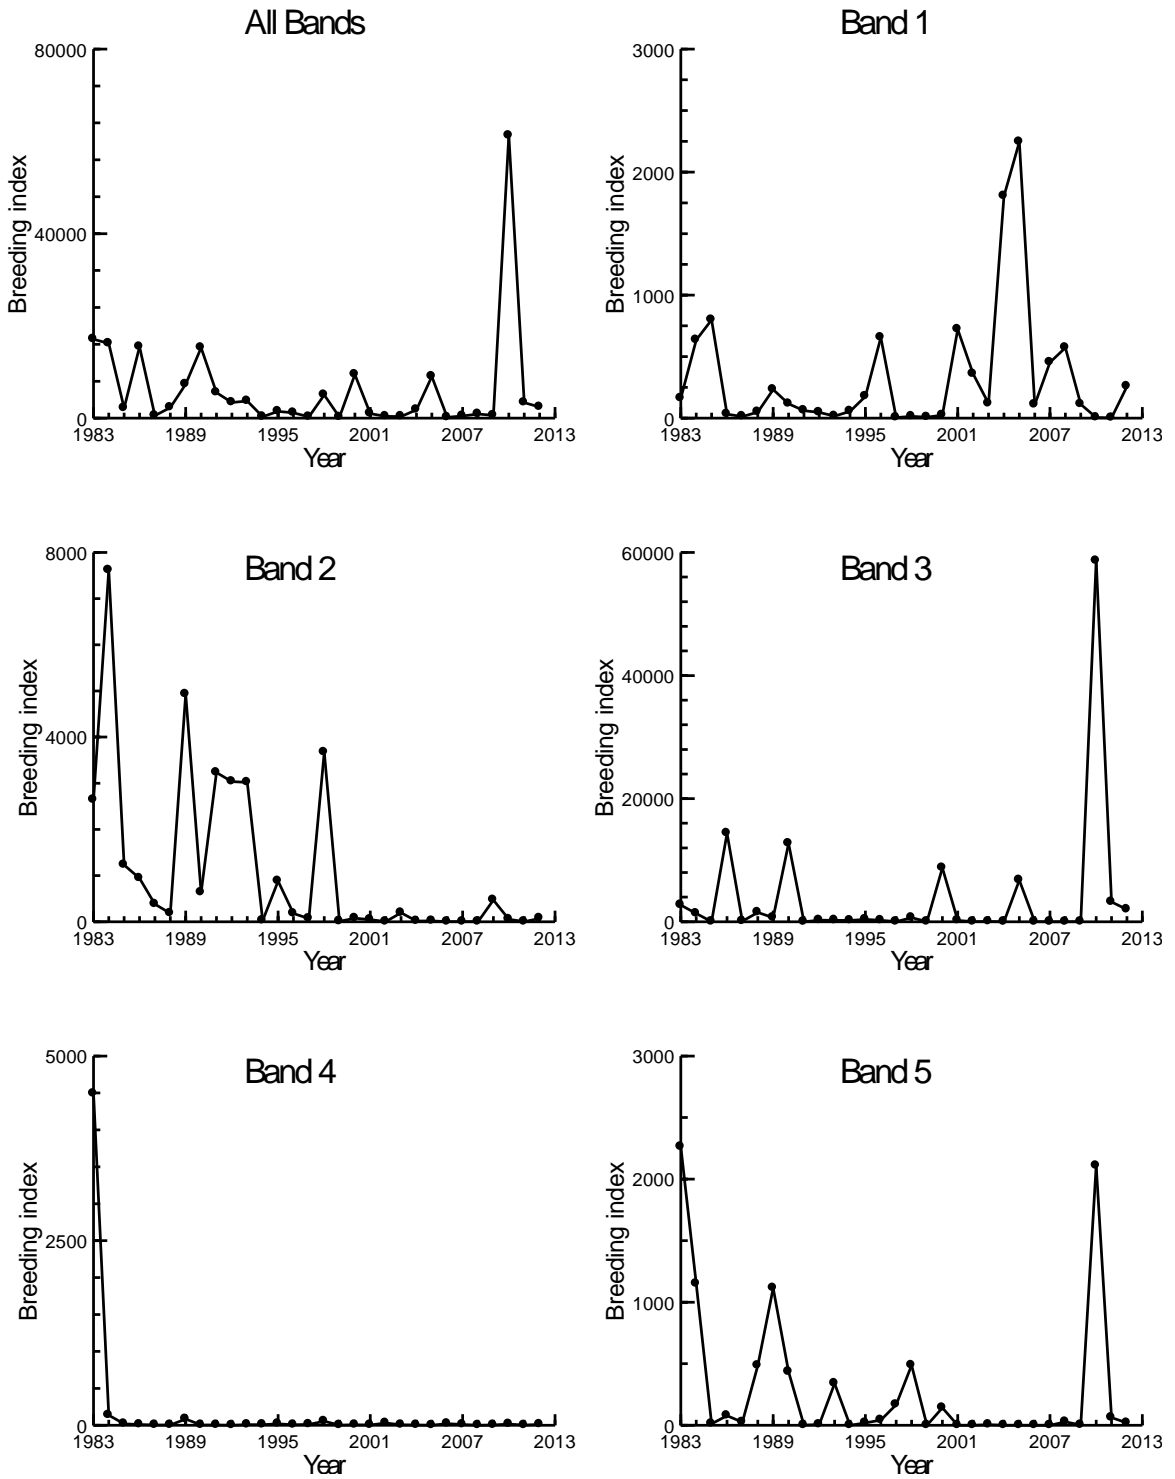 All Bands
80000
40000
0
Breeding index
1983 1989 1995 2001 2007 2013
Year
Band 1
3000
2000
1000
0
Breeding index
1983 1989 1995 2001 2007 2013
Year
Band 2
8000
4000
0
Breeding index
1983 1989 1995 2001 2007 2013
Year
Band 3
60000
40000
20000
0
Breeding index
1983 1989 1995 2001 2007 2013
Year
Band 4
5000
2500
0
Breeding index
1983 1989 1995 2001 2007 2013
Year
Band 5
3000
2000
1000
0
Breeding index
1983 1989 1995 2001 2007 2013
Year